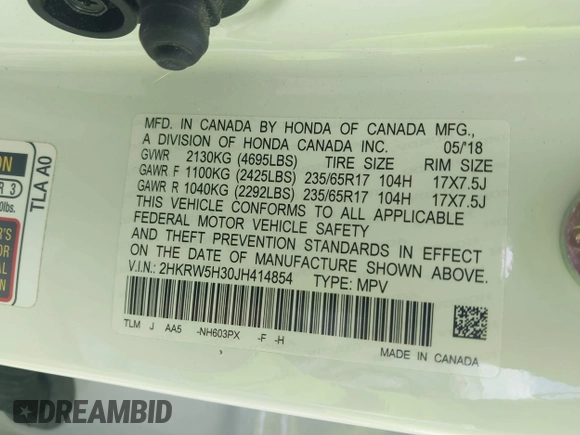 MFD. IN CANADA BY HONDA OF CANADA MFG.,
A DIVISION OF HONDA CANADA INC. 05/'18
GVWR 2130KG (4695LBS) TIRE SIZE RIM SIZE
GAWR F 1100KG (2425LBS) 235/65R17 104H 17X7.5J
GAWR R 1040KG (2292LBS) 235/65R17 104H 17X7.5J
THIS VEHICLE CONFORMS TO ALL APPLICABLE
FEDERAL MOTOR VEHICLE SAFETY
AND THEFT PREVENTION STANDARDS IN EFFECT
ON THE DATE OF MANUFACTURE SHOWN ABOVE.
V.I.N.: 2HKRW5H30JH414854 TYPE: MPV
TLM J AA5 -NH603PX -F -H
MADE IN CANADA
TLA A0
R 3
0lbs.
DREAMBID